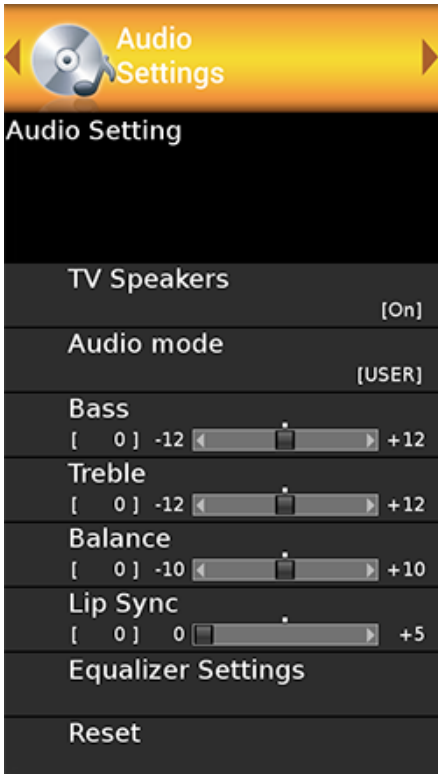 Audio
Settings
Audio Setting
TV Speakers
[On]
Audio mode
[USER]
Bass
[ 0 ] -12 +12
Treble
[ 0 ] -12 +12
Balance
[ 0 ] -10 +10
Lip Sync
[ 0 ] 0 +5
Equalizer Settings
Reset